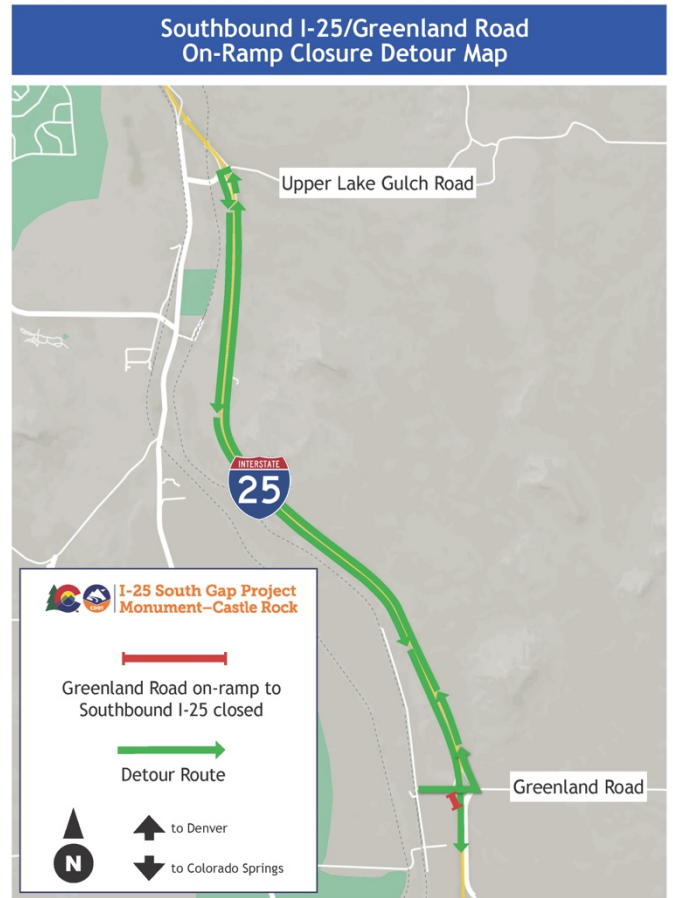 Southbound I-25/Greenland Road
On-Ramp Closure Detour Map
Upper Lake Gulch Road
INTERSTATE
25
I-25 South Gap Project
Monument–Castle Rock
Greenland Road on-ramp to
Southbound I-25 closed
Detour Route
Greenland Road
N
to Denver
to Colorado Springs